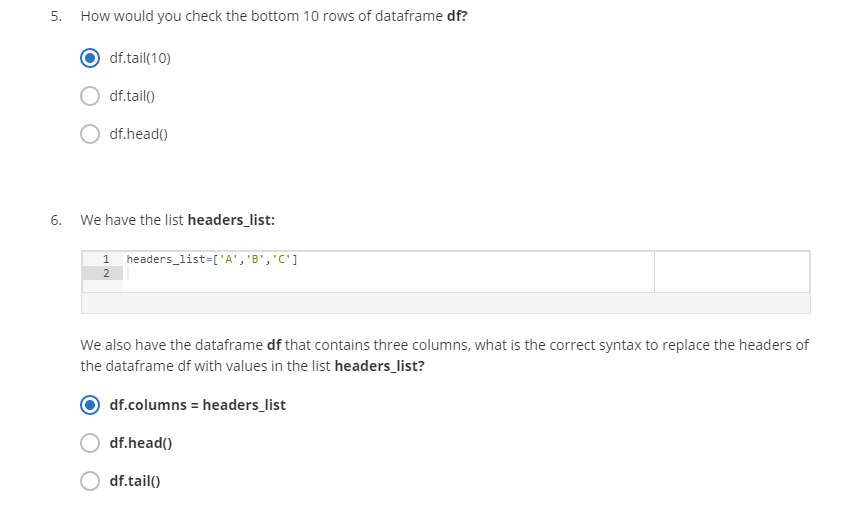 5. How would you check the bottom 10 rows of dataframe df?
df.tail(10)
df.tail()
df.head()
6. We have the list headers_list:
1 headers_list=['A','B','C']
2
We also have the dataframe df that contains three columns, what is the correct syntax to replace the headers of
the dataframe df with values in the list headers_list?
df.columns = headers_list
df.head()
df.tail()